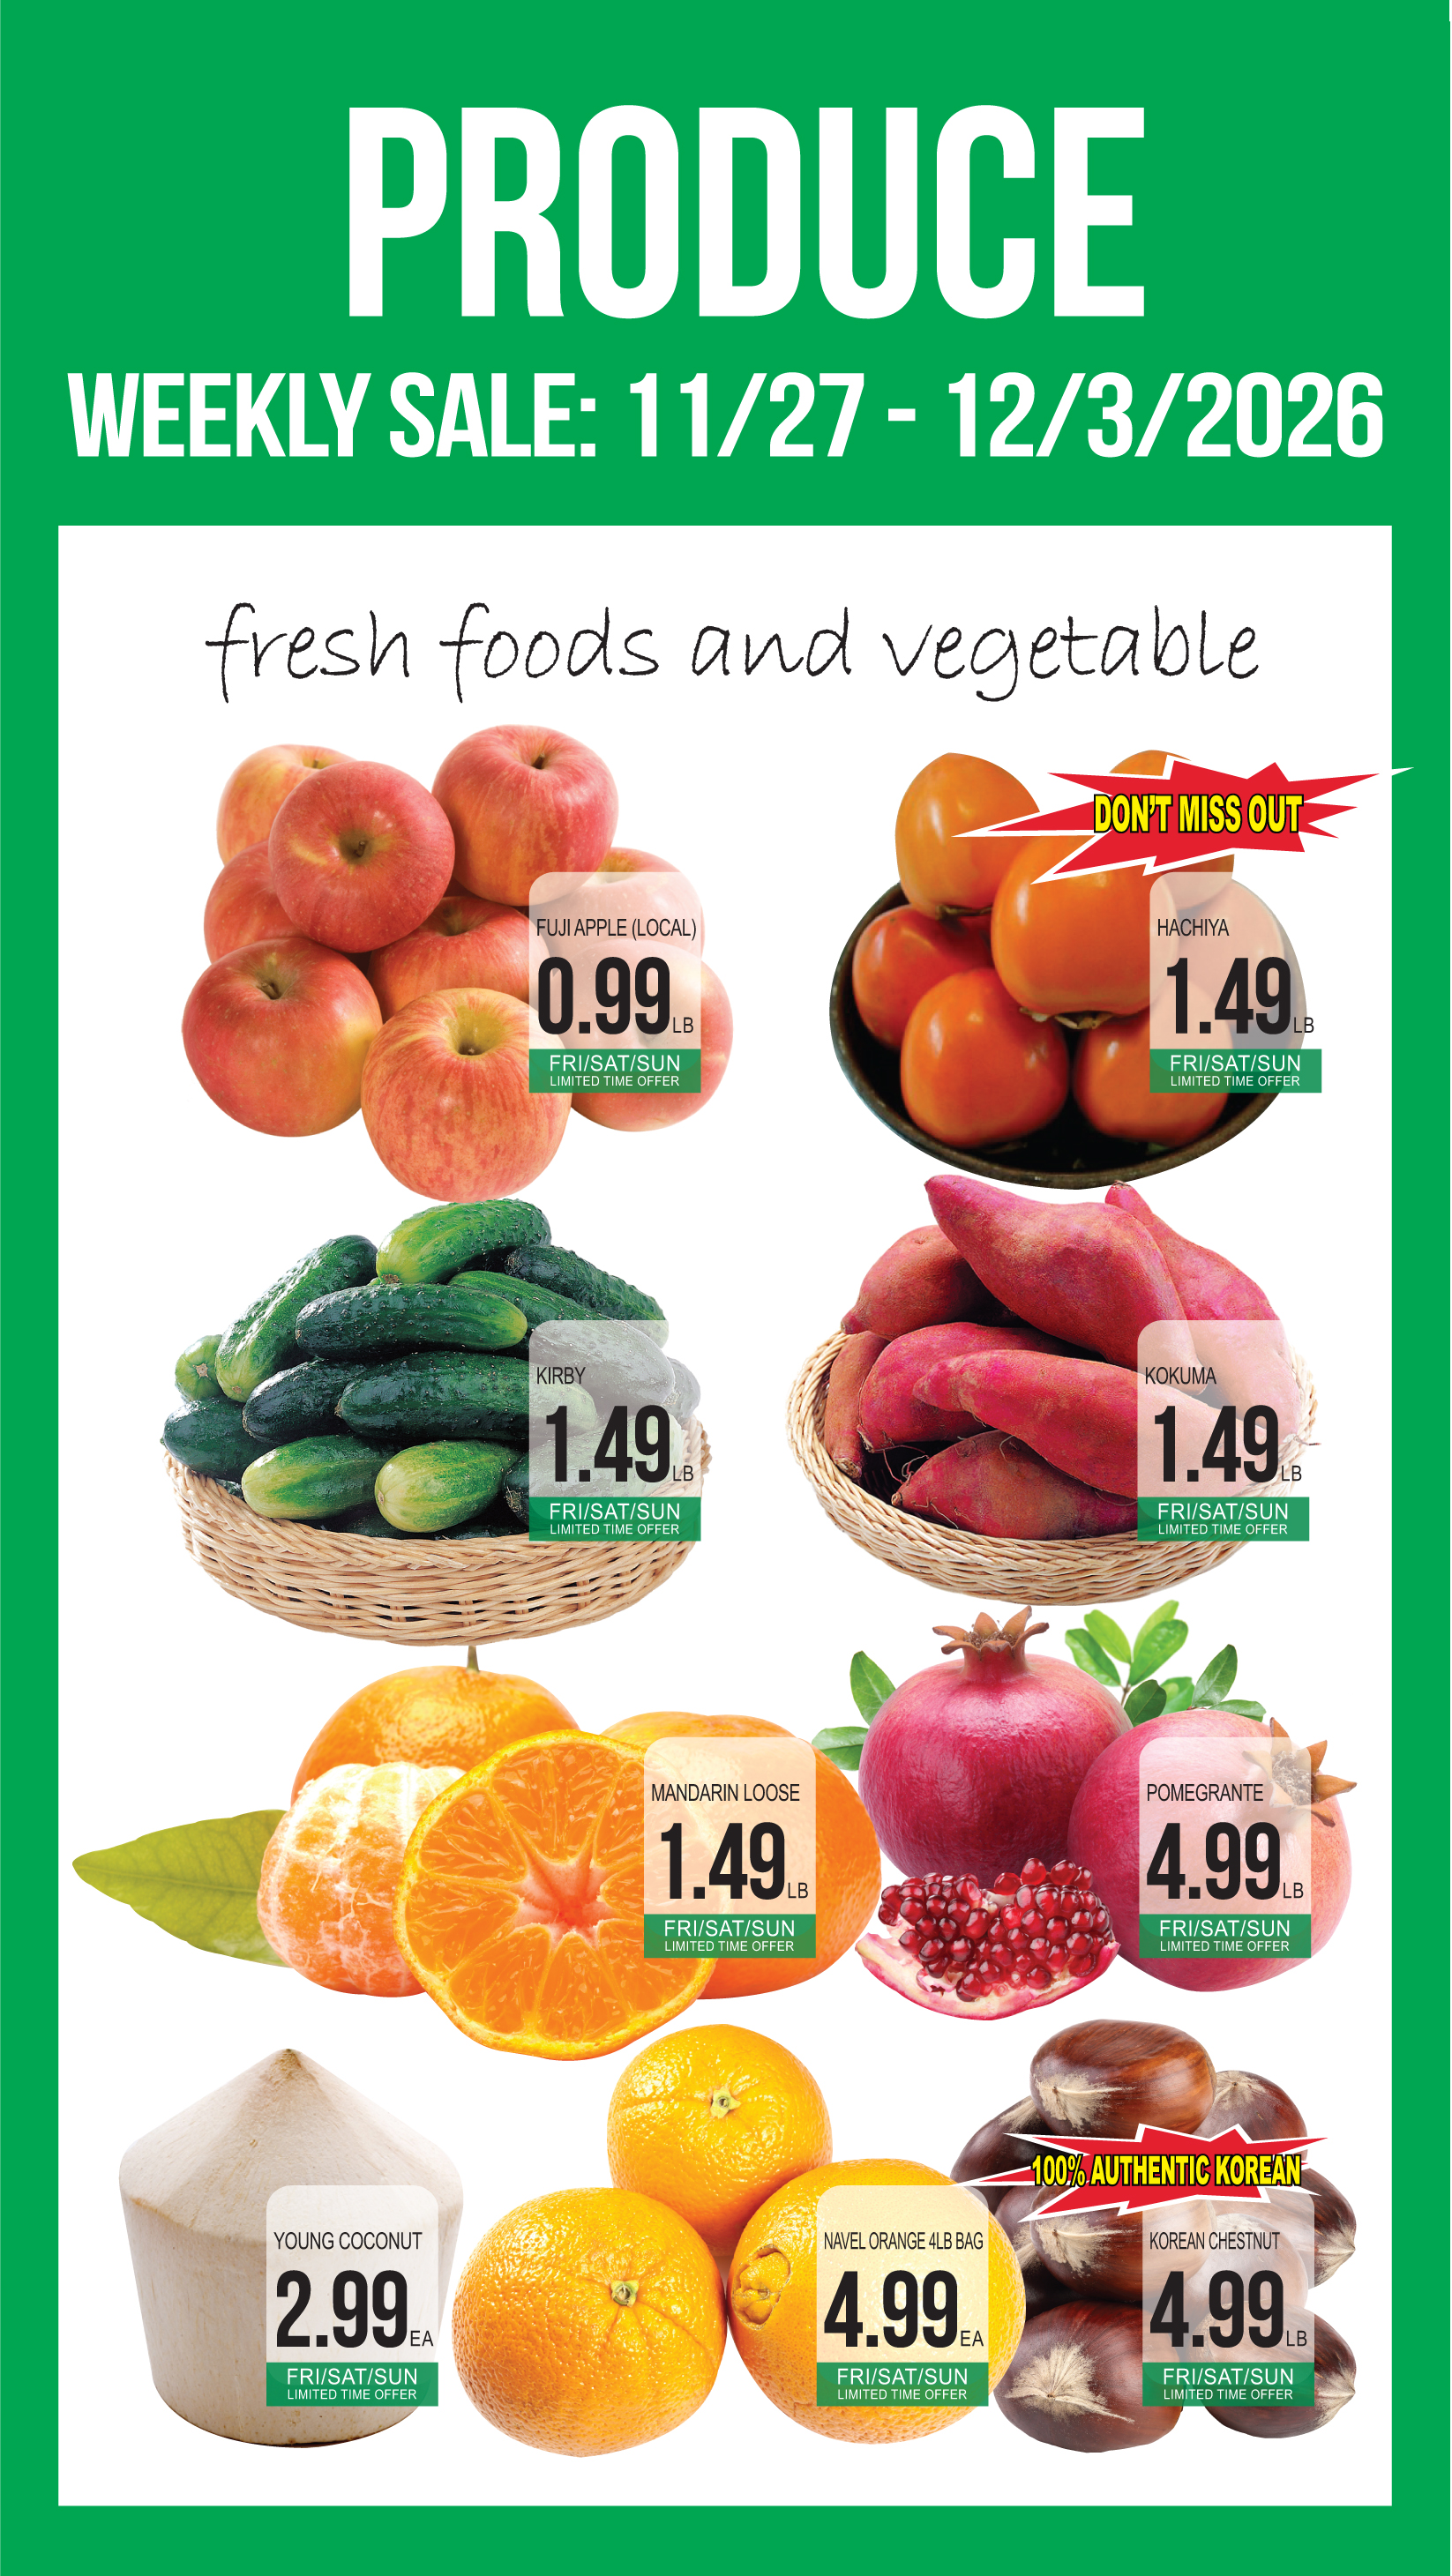 PRODUCE
WEEKLY SALE: 11/27 - 12/3/2026
fresh foods and vegetable
DON'T MISS OUT
FUJI APPLE (LOCAL)
0.99LB
FRI/SAT/SUN
LIMITED TIME OFFER
HACHIYA
1.49LB
FRI/SAT/SUN
LIMITED TIME OFFER
KIRBY
1.49LB
FRI/SAT/SUN
LIMITED TIME OFFER
KOKUMA
1.49LB
FRI/SAT/SUN
LIMITED TIME OFFER
MANDARIN LOOSE
1.49LB
FRI/SAT/SUN
LIMITED TIME OFFER
POMEGRANTE
4.99LB
FRI/SAT/SUN
LIMITED TIME OFFER
YOUNG COCONUT
2.99EA
FRI/SAT/SUN
LIMITED TIME OFFER
NAVEL ORANGE 4LB BAG
4.99EA
FRI/SAT/SUN
LIMITED TIME OFFER
100% AUTHENTIC KOREAN
KOREAN CHESTNUT
4.99LB
FRI/SAT/SUN
LIMITED TIME OFFER